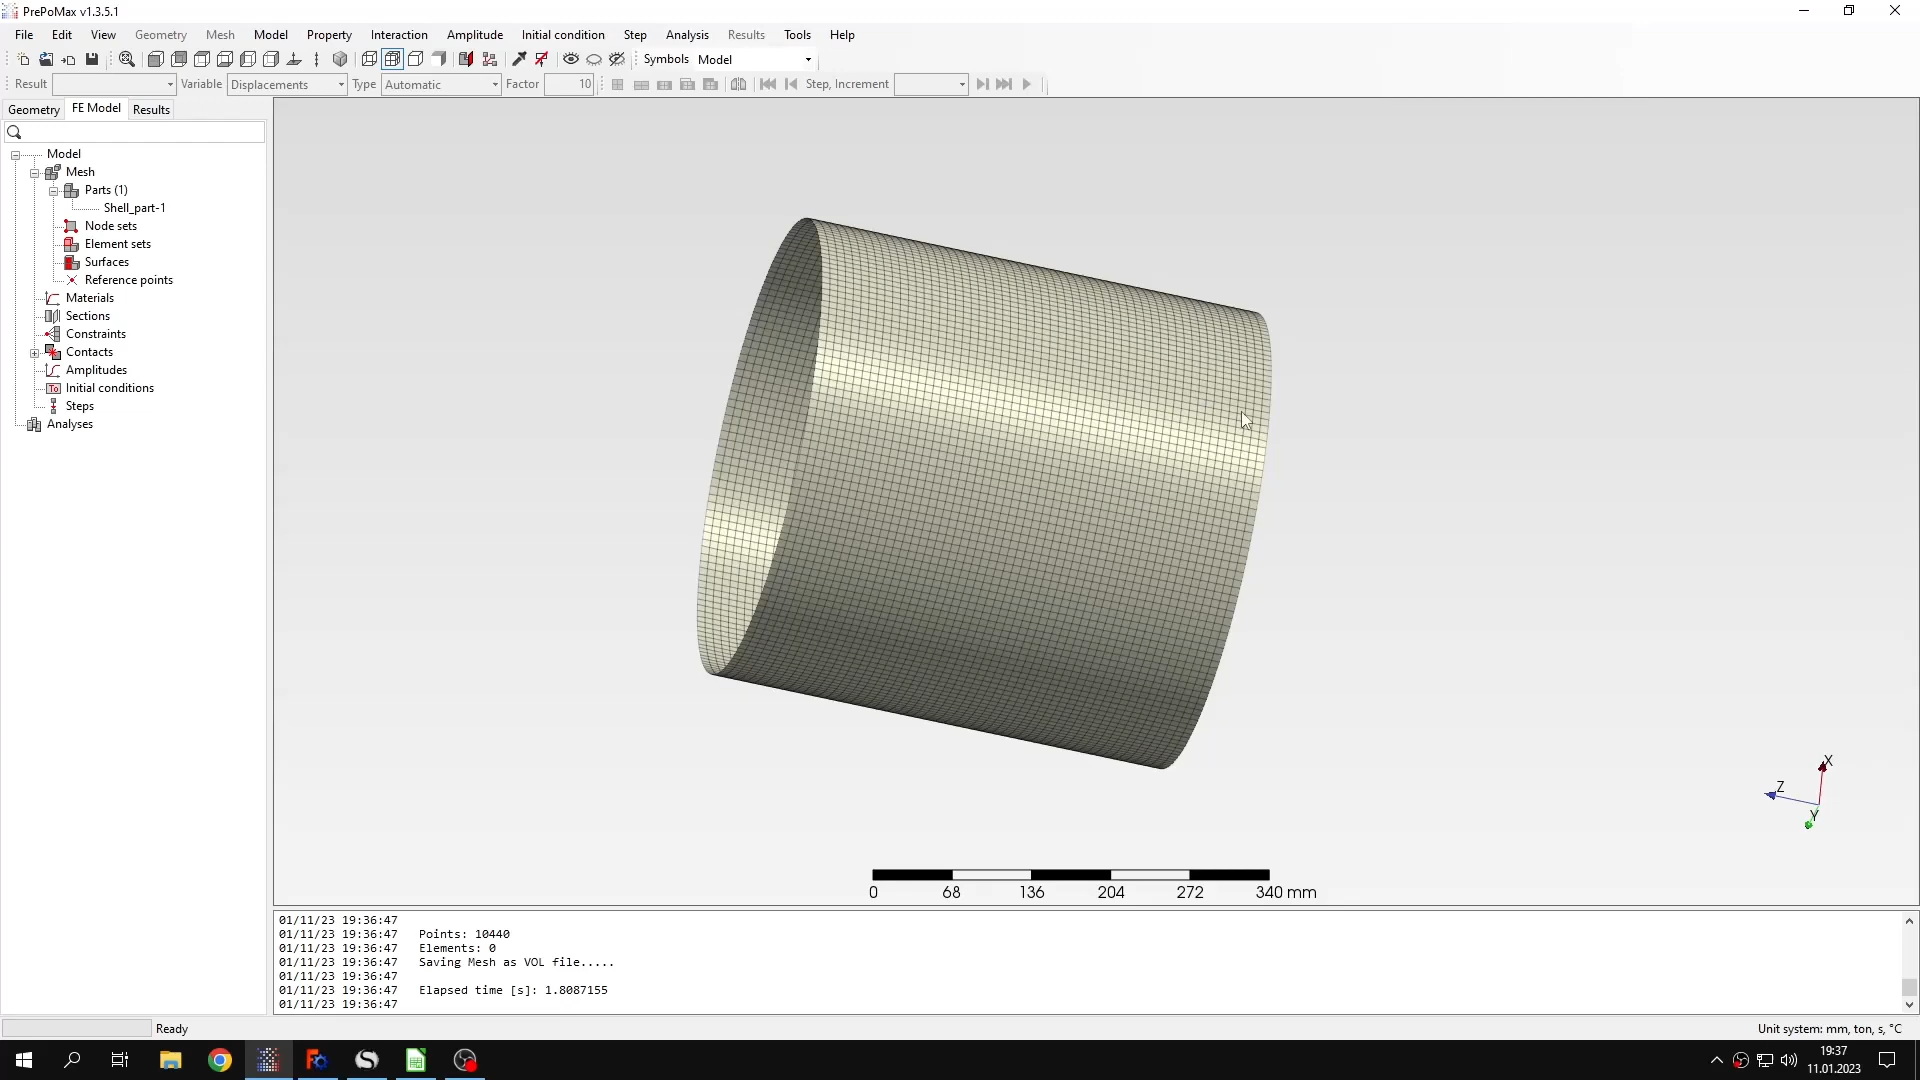 PrePoMax v1.3.5.1
File Edit View Geometry Mesh Model Property Interaction Amplitude Initial condition Step Analysis Results Tools Help
Symbols Model
Result Variable Displacements Type Automatic Factor 10 Step, Increment
Geometry FE Model Results
Model
Mesh
Parts (1)
Shell_part-1
Node sets
Element sets
Surfaces
Reference points
Materials
Sections
Constraints
Contacts
Amplitudes
Initial conditions
Steps
Analyses
X
Z
Y
0 68 136 204 272 340 mm
01/11/23 19:36:47
01/11/23 19:36:47 Points: 10440
01/11/23 19:36:47 Elements: 0
01/11/23 19:36:47 Saving Mesh as VOL file.....
01/11/23 19:36:47
01/11/23 19:36:47 Elapsed time [s]: 1.8087155
01/11/23 19:36:47
Ready
Unit system: mm, ton, s, °C
19:37
11.01.2023